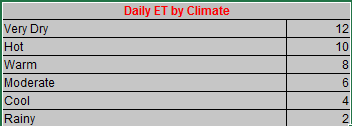 Daily ET by Climate
Very Dry 12
Hot 10
Warm 8
Moderate 6
Cool 4
Rainy 2